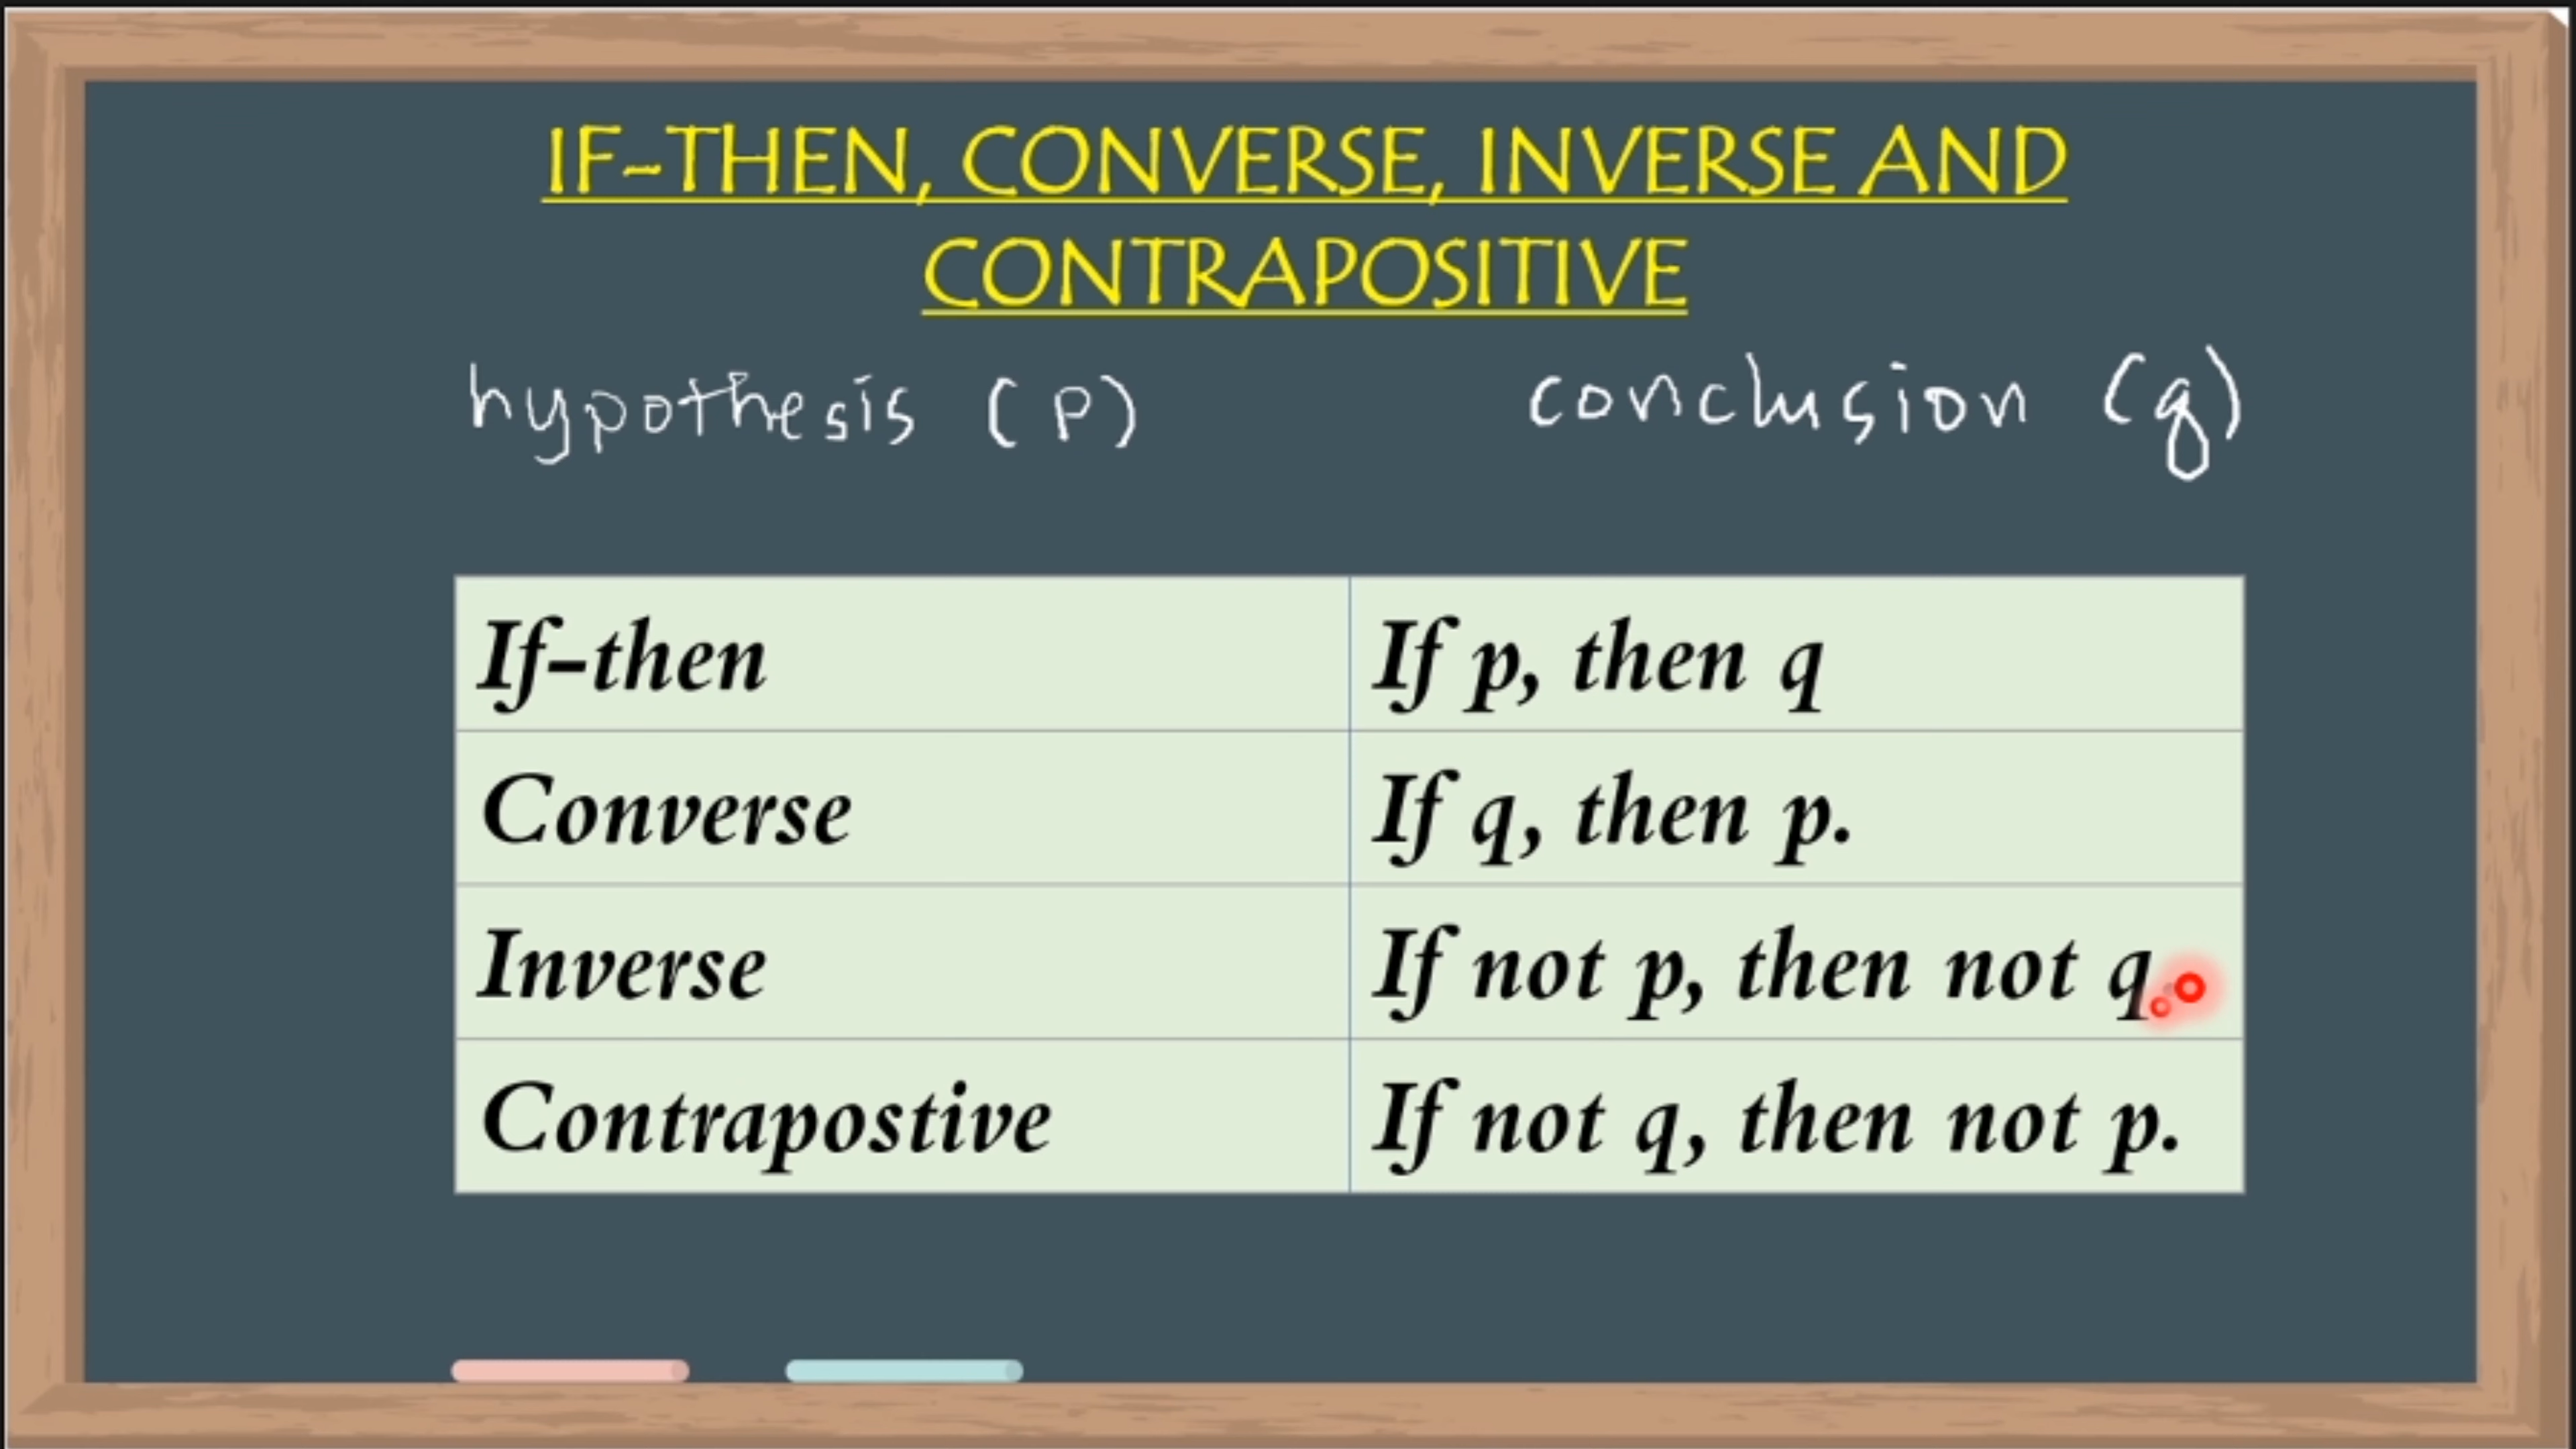 IF-THEN, CONVERSE, INVERSE AND
CONTRAPOSITIVE
hypothesis (p) conclusion (q)
If-then If p, then q
Converse If q, then p.
Inverse If not p, then not q.
Contrapostive If not q, then not p.